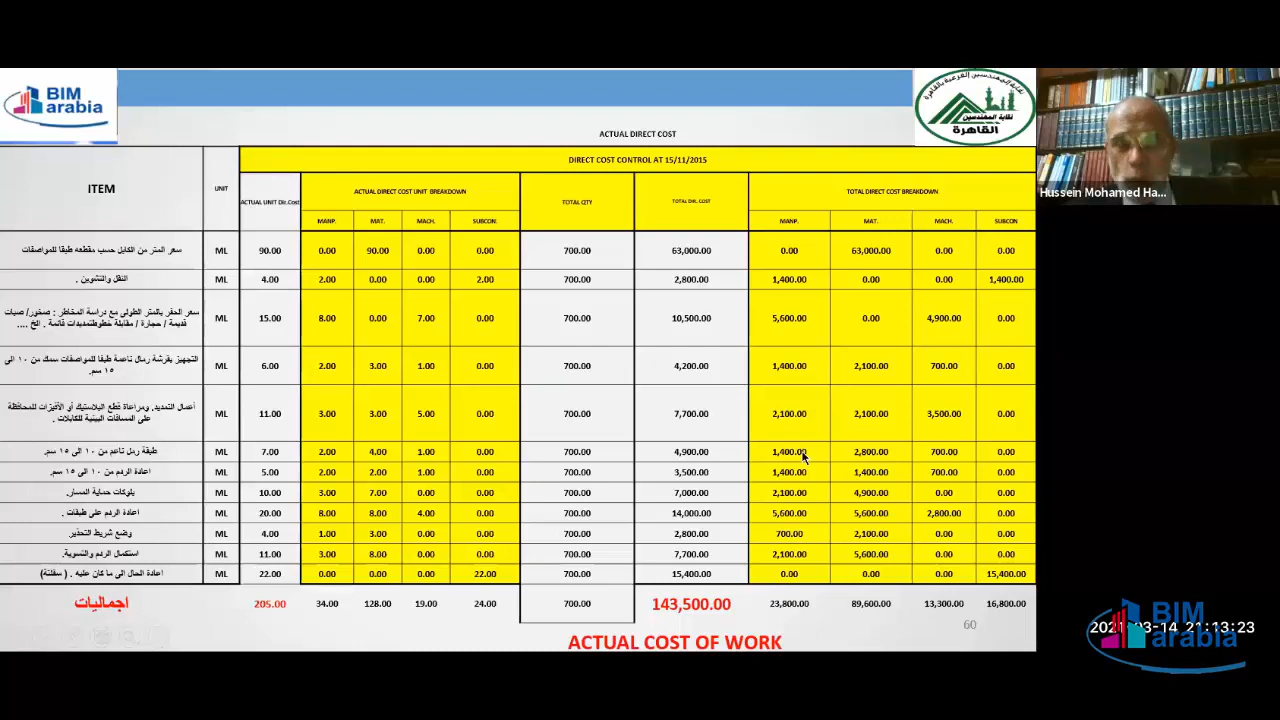 BIM
arabia
نقابة المهندسين الفرعية بالقاهرة
نقابة المهندسين
القاهرة
Hussein Mohamed Ha...
ACTUAL DIRECT COST
DIRECT COST CONTROL AT 15/11/2015
ITEM UNIT ACTUAL UNIT Dir.Cost ACTUAL DIRECT COST UNIT BREAKDOWN TOTAL QTY TOTAL DIR. COST TOTAL DIRECT COST BREAKDOWN
MANP. MAT. MACH. SUBCON. MANP. MAT. MACH. SUBCON
سعر المتر من الكابل حسب مقطعه طبقا للمواصفات ML 90.00 0.00 90.00 0.00 0.00 700.00 63,000.00 0.00 63,000.00 0.00 0.00
النقل والتشوين . ML 4.00 2.00 0.00 0.00 2.00 700.00 2,800.00 1,400.00 0.00 0.00 1,400.00
سعر الحفر بالمتر الطولى مع دراسة المخاطر : صخور/ صبات
قديمة / حجارة / مقابلة خطوطتمديدات قائمة . الخ .... ML 15.00 8.00 0.00 7.00 0.00 700.00 10,500.00 5,600.00 0.00 4,900.00 0.00
التجهيز بفرشة رمال ناعمة طبقا للمواصفات سمك من ١٠ الى
١٥ سم. ML 6.00 2.00 3.00 1.00 0.00 700.00 4,200.00 1,400.00 2,100.00 700.00 0.00
أعمال التمديد. ومراعاة قطع البلاستيك أو الأفيزات للمحافظة
على المسافات البينية للكابلات . ML 11.00 3.00 3.00 5.00 0.00 700.00 7,700.00 2,100.00 2,100.00 3,500.00 0.00
طبقة رمل ناعم من ١٠ الى ١٥ سم. ML 7.00 2.00 4.00 1.00 0.00 700.00 4,900.00 1,400.00 2,800.00 700.00 0.00
اعادة الردم من ١٠ الى ١٥ سم. ML 5.00 2.00 2.00 1.00 0.00 700.00 3,500.00 1,400.00 1,400.00 700.00 0.00
بلوكات حماية المسار. ML 10.00 3.00 7.00 0.00 0.00 700.00 7,000.00 2,100.00 4,900.00 0.00 0.00
اعادة الردم على طبقات . ML 20.00 8.00 8.00 4.00 0.00 700.00 14,000.00 5,600.00 5,600.00 2,800.00 0.00
وضع شريط التحذير. ML 4.00 1.00 3.00 0.00 0.00 700.00 2,800.00 700.00 2,100.00 0.00 0.00
استكمال الردم والتسوية. ML 11.00 3.00 8.00 0.00 0.00 700.00 7,700.00 2,100.00 5,600.00 0.00 0.00
اعادة الحال الى ما كان عليه . ( سفلتة) ML 22.00 0.00 0.00 0.00 22.00 700.00 15,400.00 0.00 0.00 0.00 15,400.00
اجماليات 205.00 34.00 128.00 19.00 24.00 700.00 143,500.00 23,800.00 89,600.00 13,300.00 16,800.00
60
ACTUAL COST OF WORK
BIM
arabia
21:13:23